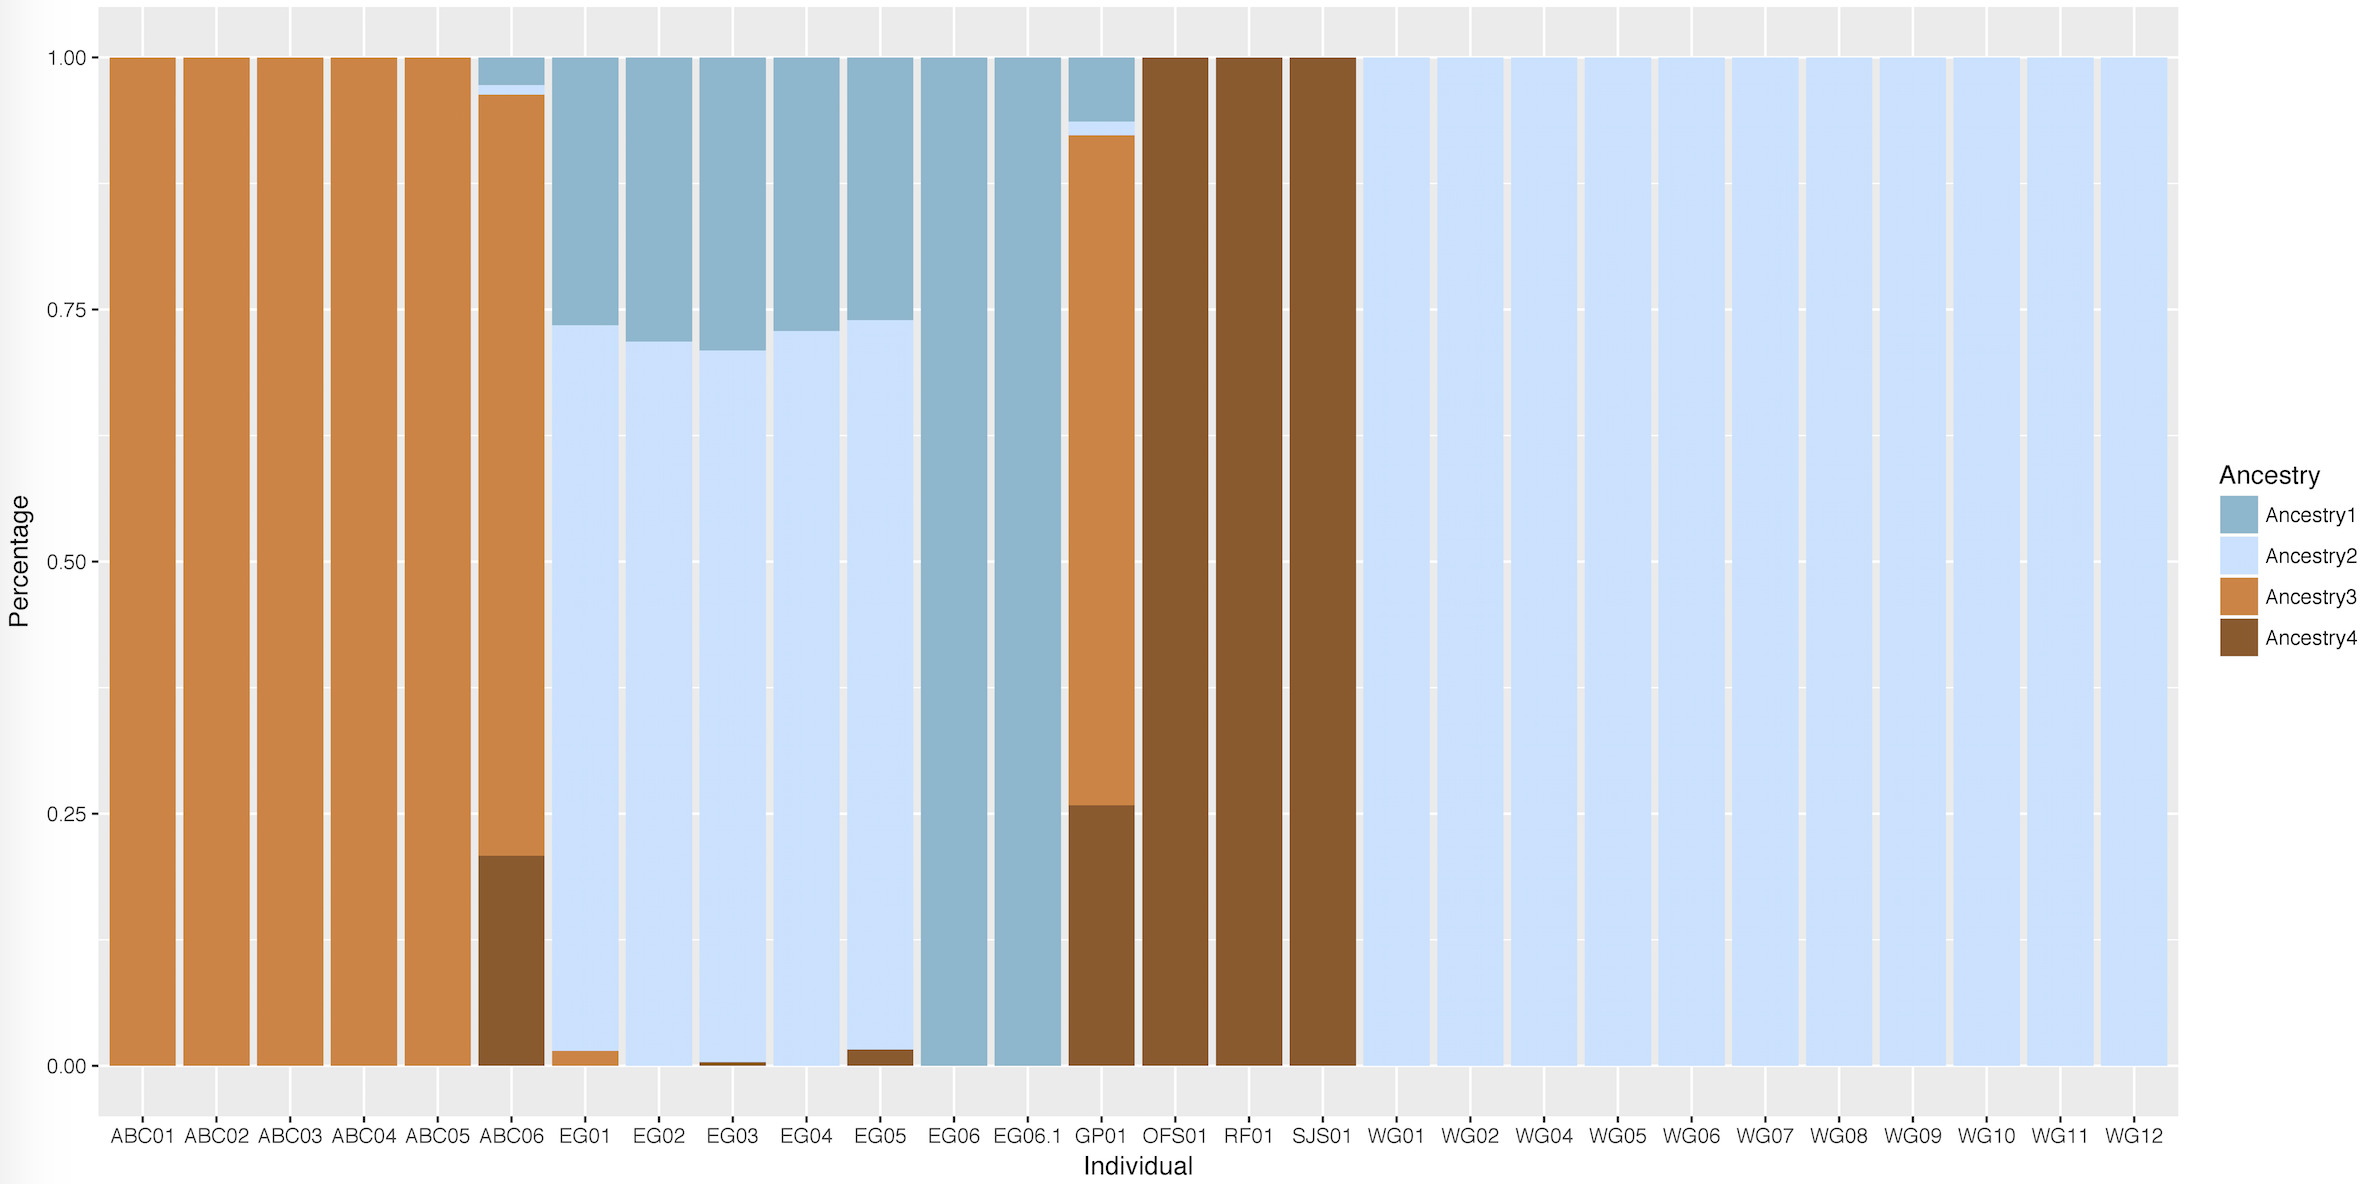 1.00
0.75
0.50
0.25
0.00
Percentage
ABC01 ABC02 ABC03 ABC04 ABC05 ABC06 EG01 EG02 EG03 EG04 EG05 EG06 EG06.1 GP01 OFS01 RF01 SJS01 WG01 WG02 WG04 WG05 WG06 WG07 WG08 WG09 WG10 WG11 WG12
Individual
Ancestry
Ancestry1
Ancestry2
Ancestry3
Ancestry4